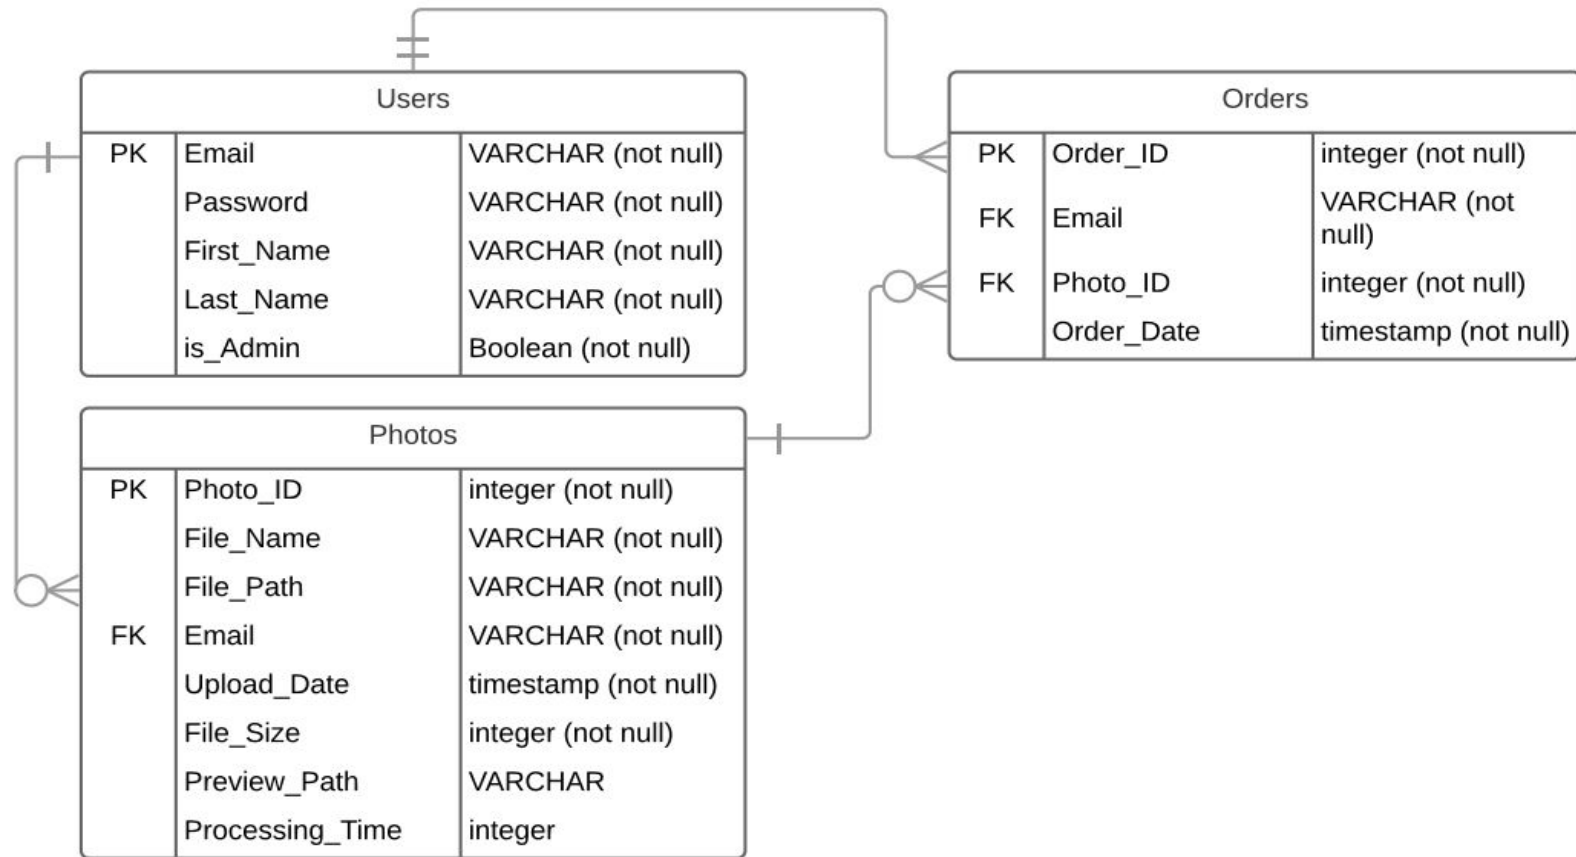 Users
PK Email VARCHAR (not null)
Password VARCHAR (not null)
First_Name VARCHAR (not null)
Last_Name VARCHAR (not null)
is_Admin Boolean (not null)
Orders
PK Order_ID integer (not null)
FK Email VARCHAR (not
null)
FK Photo_ID integer (not null)
Order_Date timestamp (not null)
Photos
PK Photo_ID integer (not null)
File_Name VARCHAR (not null)
File_Path VARCHAR (not null)
FK Email VARCHAR (not null)
Upload_Date timestamp (not null)
File_Size integer (not null)
Preview_Path VARCHAR
Processing_Time integer